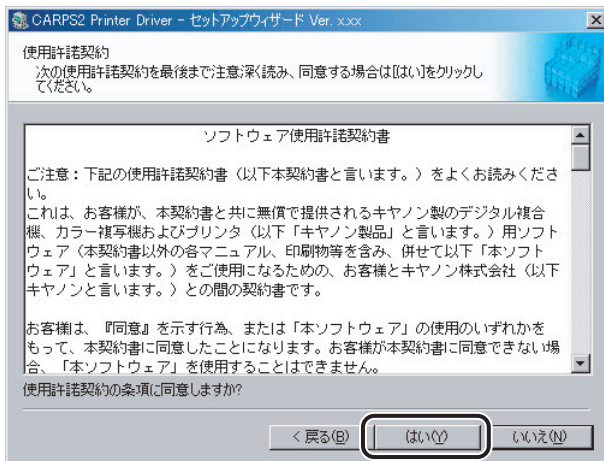 CARPS2 Printer Driver - セットアップウィザード Ver. x.xx
使用許諾契約
次の使用許諾契約を最後まで注意深く読み、同意する場合は[はい]をクリックし
てください。
ソフトウェア使用許諾契約書
ご注意：下記の使用許諾契約書（以下本契約書と言います。）をよくお読みくださ
い。
これは、お客様が、本契約書と共に無償で提供されるキヤノン製のデジタル複合
機、カラー複写機およびプリンタ（以下「キヤノン製品」と言います。）用ソフト
ウェア（本契約書以外の各マニュアル、印刷物等を含み、併せて以下「本ソフト
ウェア」と言います。）をご使用になるための、お客様とキヤノン株式会社（以下
キヤノンと言います。）との間の契約書です。
お客様は、『同意』を示す行為、または「本ソフトウェア」の使用のいずれかを
もって、本契約書に同意したことになります。お客様が本契約書に同意できない場
合、「本ソフトウェア」を使用することはできません。
使用許諾契約の条項に同意しますか?
< 戻る(B)
はい(Y)
いいえ(N)